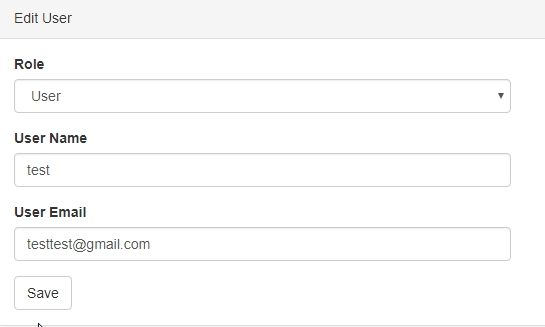 Edit User
Role
User
User Name
test
User Email
testtest@gmail.com
Save